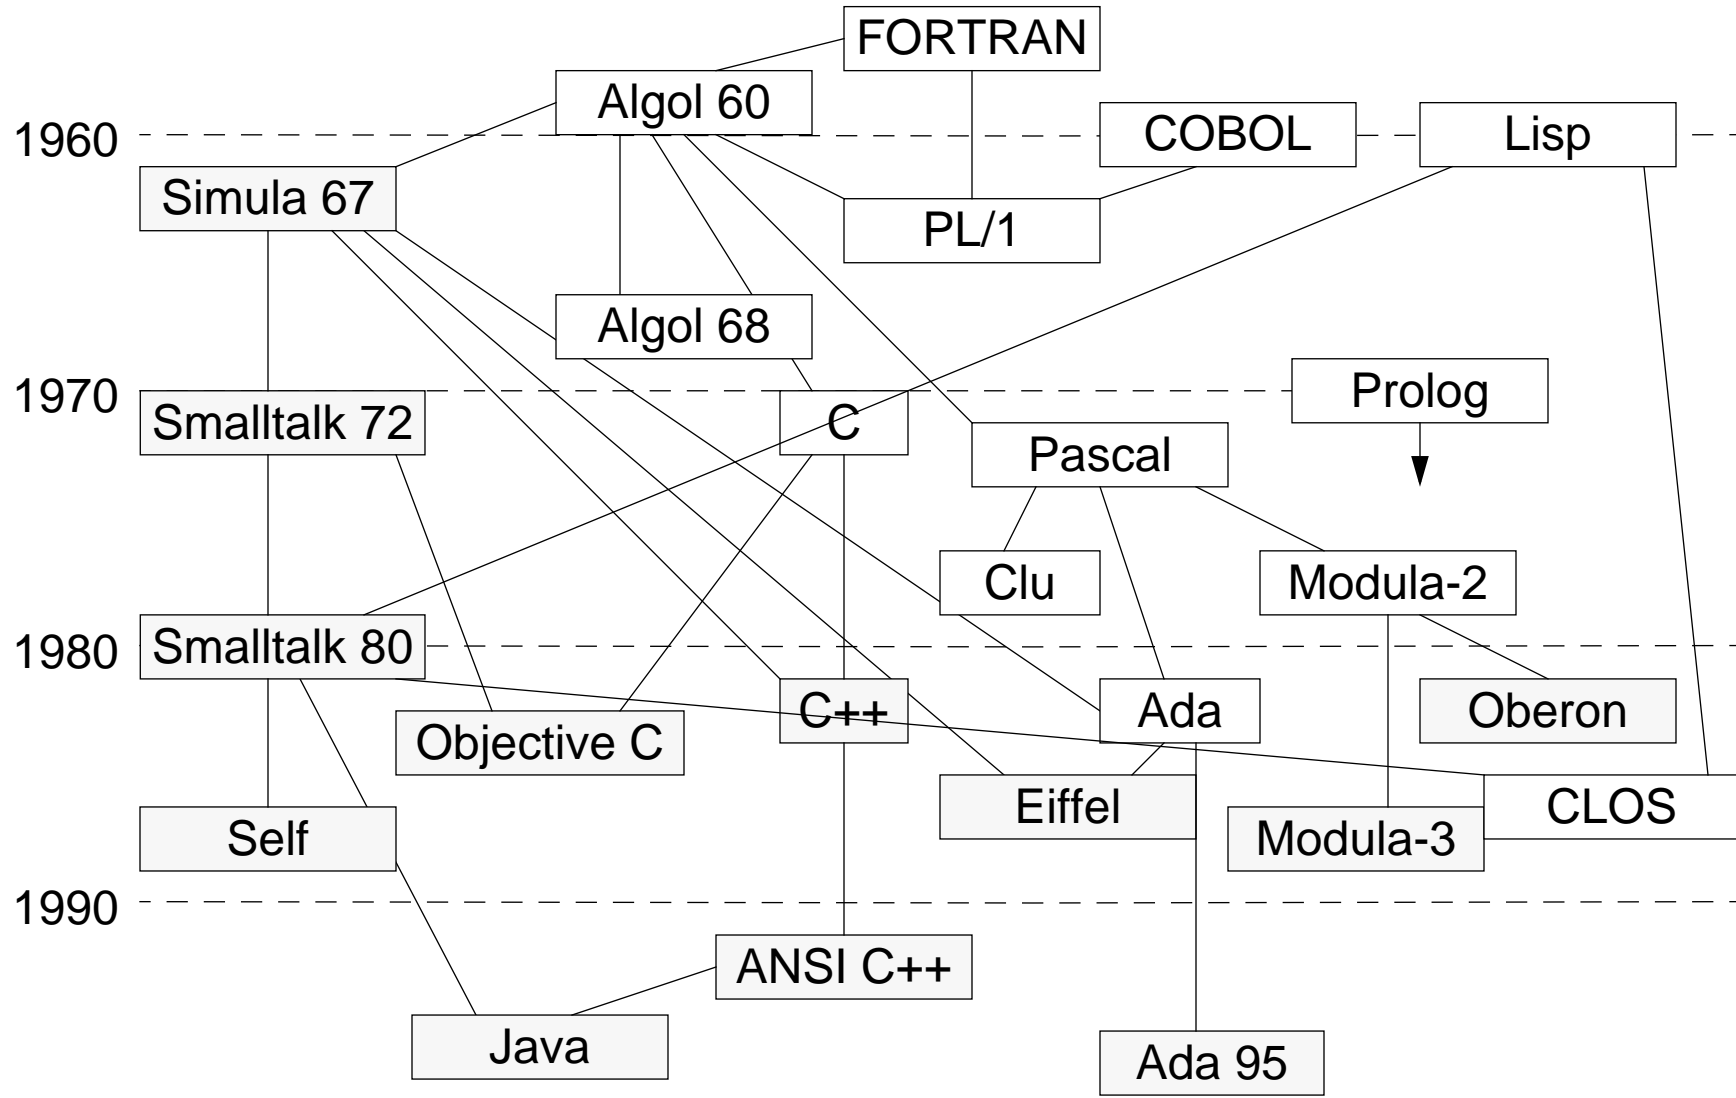 FORTRAN
Algol 60
1960
COBOL
Lisp
Simula 67
PL/1
Algol 68
1970
Prolog
Smalltalk 72
C
Pascal
Clu
Modula-2
1980
Smalltalk 80
C++
Ada
Oberon
Objective C
Eiffel
CLOS
Self
Modula-3
1990
ANSI C++
Java
Ada 95